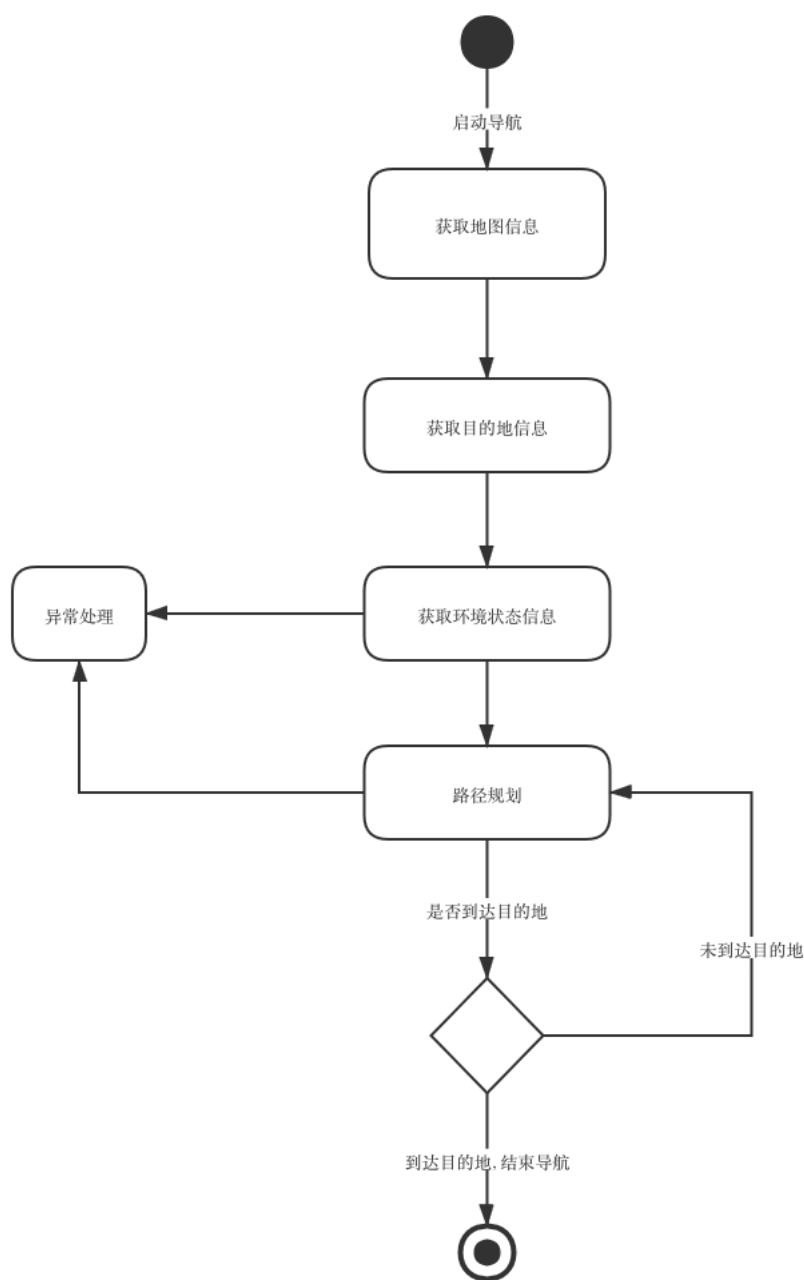 启动导航
获取地图信息
获取目的地信息
异常处理
获取环境状态信息
路径规划
是否到达目的地
未到达目的地
到达目的地,结束导航